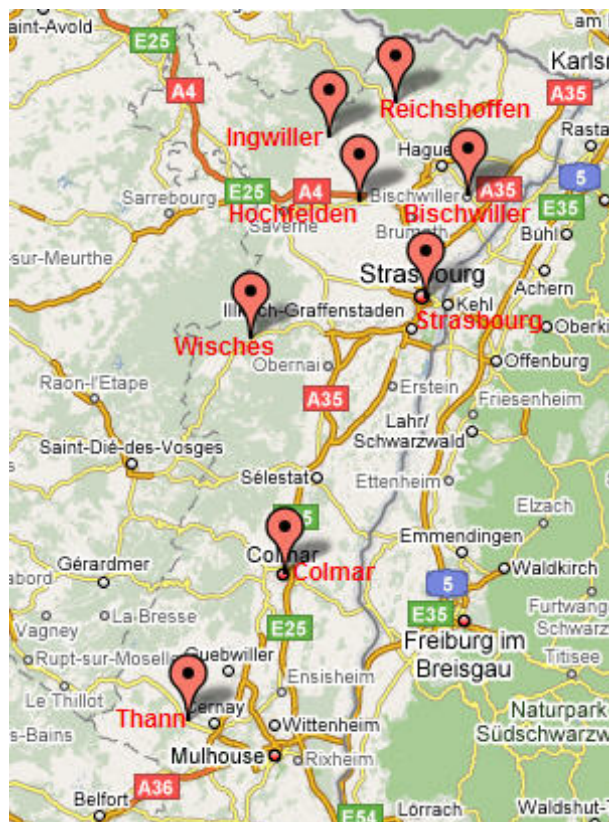 aint-Avold
E25
am
Karlsr
A4
A35
Reichshoffen
Ingwiller
Hague
Rasta
5
E25
A4
Bischwiller
A35
Sarrebourg
Hochfelden
Bischwiller
E35
Saverne
Brumath
Bühl
-sur-Meurthe
Strasbourg
Achern
Kehl
Graffenstaden
Strasbourg
Oberki
Wisches
Obernai
Offenburg
Raon-l'Etape
A35
Erstein
Friesenheim
Lahr/
Schwarzwald
Saint-Dié-des-Vosges
Sélestat
Ettenheim
Elzach
Emmendingen
Colmar
Colmar
Waldkirch
Gérardmer
abord
5
La Bresse
E25
E35
Furtwang
Schwarz
Vagney
Freiburg im
Breisgau
Rupt-sur-Moselle
Guebwiller
Titisee
Ensisheim
Le Thillot
Thann
Cernay
Wittenheim
Naturpark
Südschwarzw
s-Bains
Mulhouse
Rixheim
A36
Belfort
E54
Lörrach
Waldshut-T